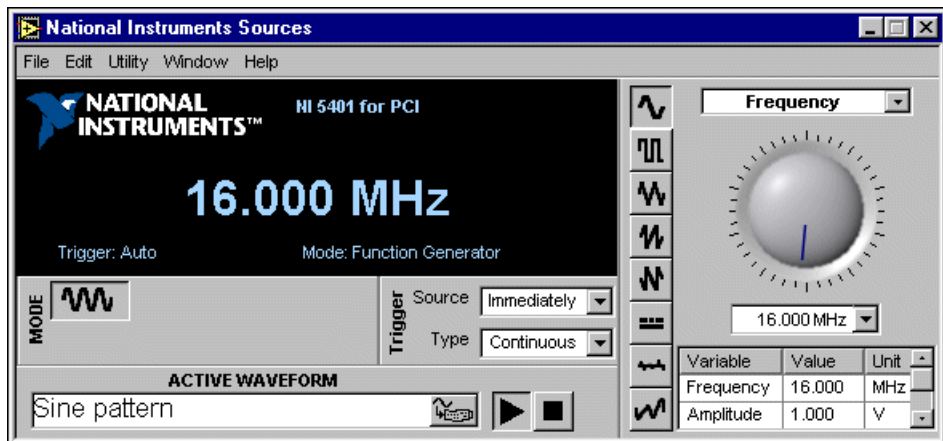 National Instruments Sources
File Edit Utility Window Help
NATIONAL INSTRUMENTS™
NI 5401 for PCI
16.000 MHz
Trigger: Auto
Mode: Function Generator
MODE
Trigger
Source Immediately
Type Continuous
ACTIVE WAVEFORM
Sine pattern
Frequency
16.000 MHz
Variable Value Unit
Frequency 16.000 MHz
Amplitude 1.000 V